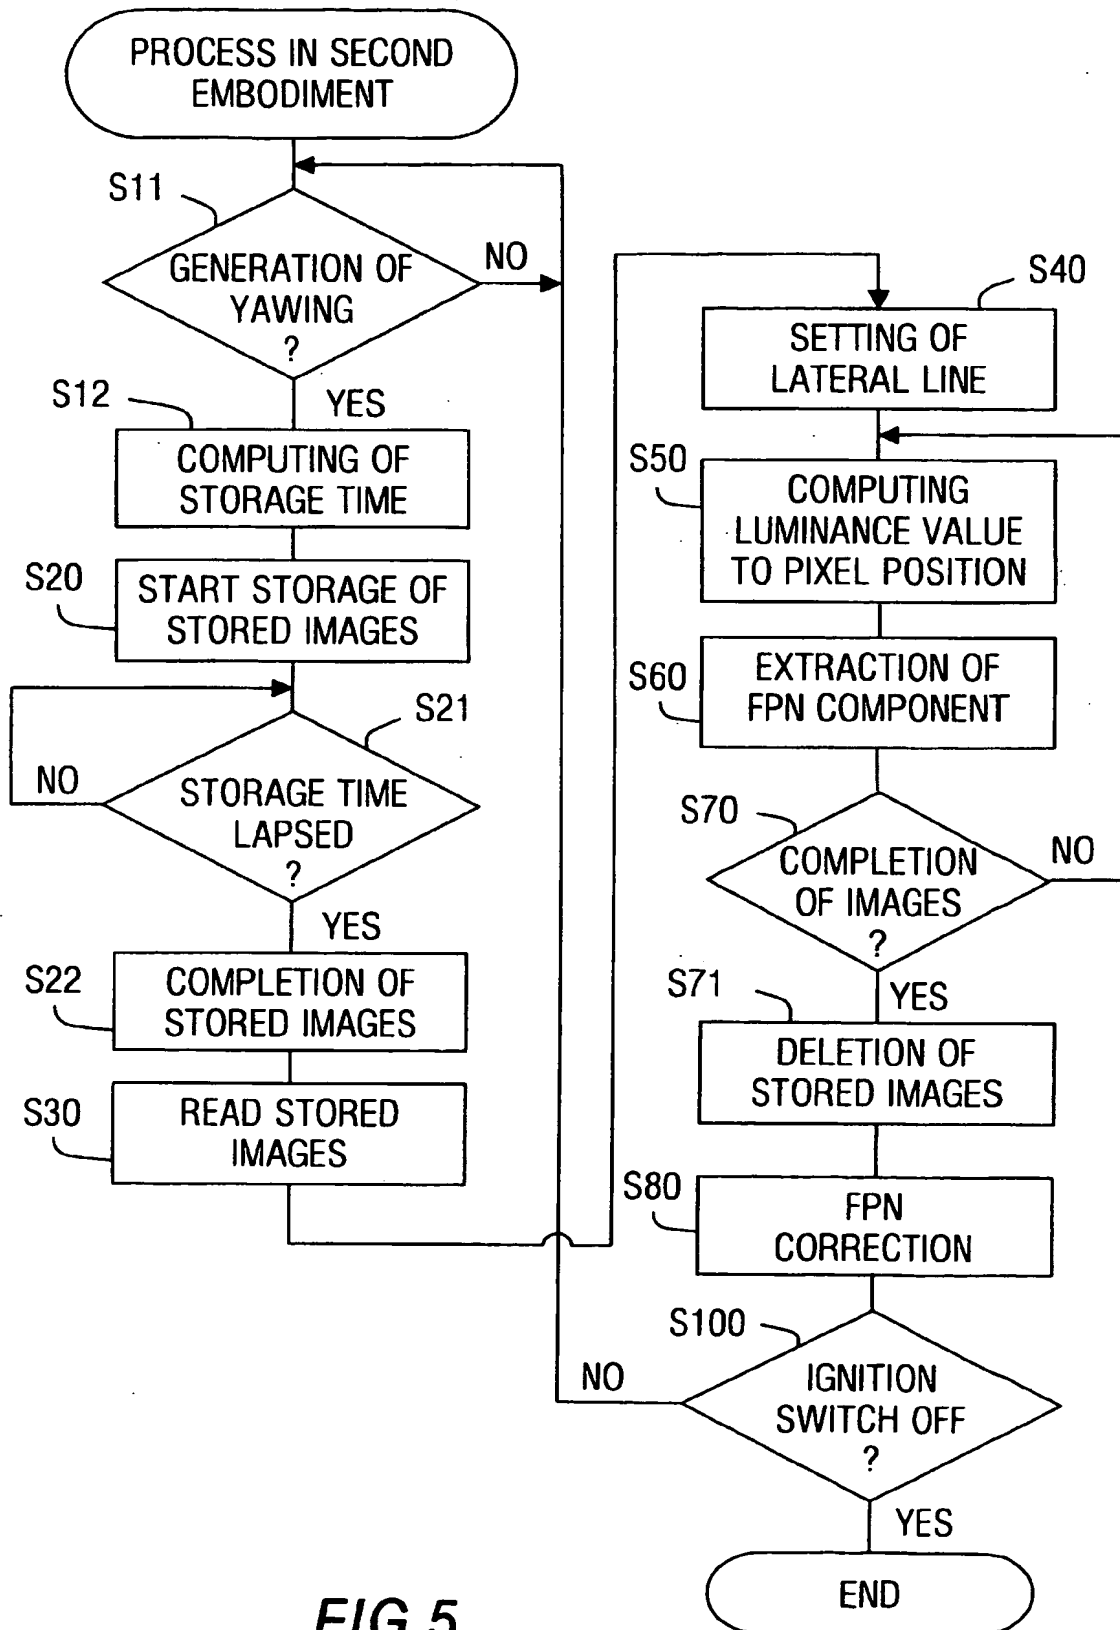 PROCESS IN SECOND
EMBODIMENT
S11
GENERATION OF
YAWING
?
NO
YES
S12
COMPUTING OF
STORAGE TIME
S20
START STORAGE OF
STORED IMAGES
S21
NO
STORAGE TIME
LAPSED
?
YES
S22
COMPLETION OF
STORED IMAGES
S30
READ STORED
IMAGES
S40
SETTING OF
LATERAL LINE
S50
COMPUTING
LUMINANCE VALUE
TO PIXEL POSITION
S60
EXTRACTION OF
FPN COMPONENT
S70
COMPLETION
OF IMAGES
?
NO
YES
S71
DELETION OF
STORED IMAGES
S80
FPN
CORRECTION
S100
NO
IGNITION
SWITCH OFF
?
YES
END
FIG.5